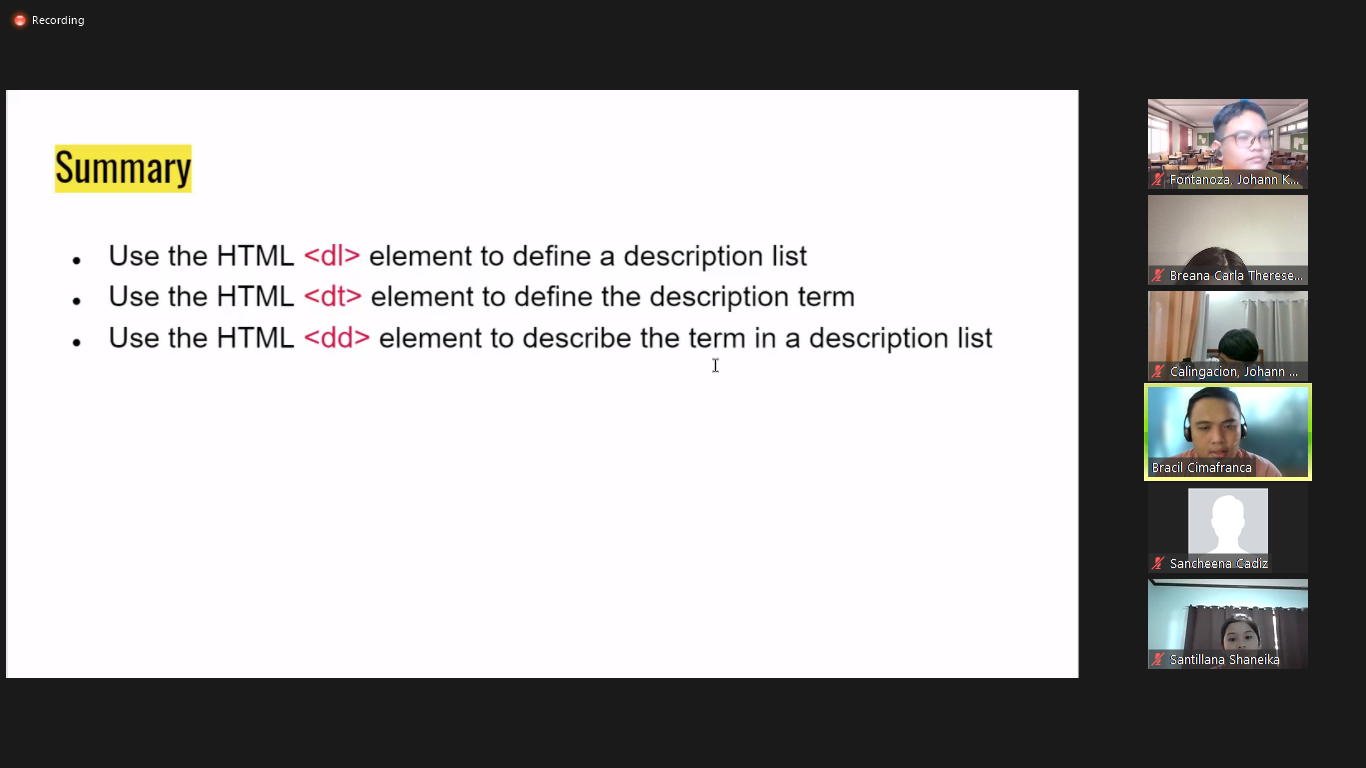 Recording
Summary
• Use the HTML <dl> element to define a description list
• Use the HTML <dt> element to define the description term
• Use the HTML <dd> element to describe the term in a description list
Fontanoza, Johann K...
Breana Carla Therese...
Calingacion, Johann ...
Bracil Cimafranca
Sancheena Cadiz
Santillana Shaneika